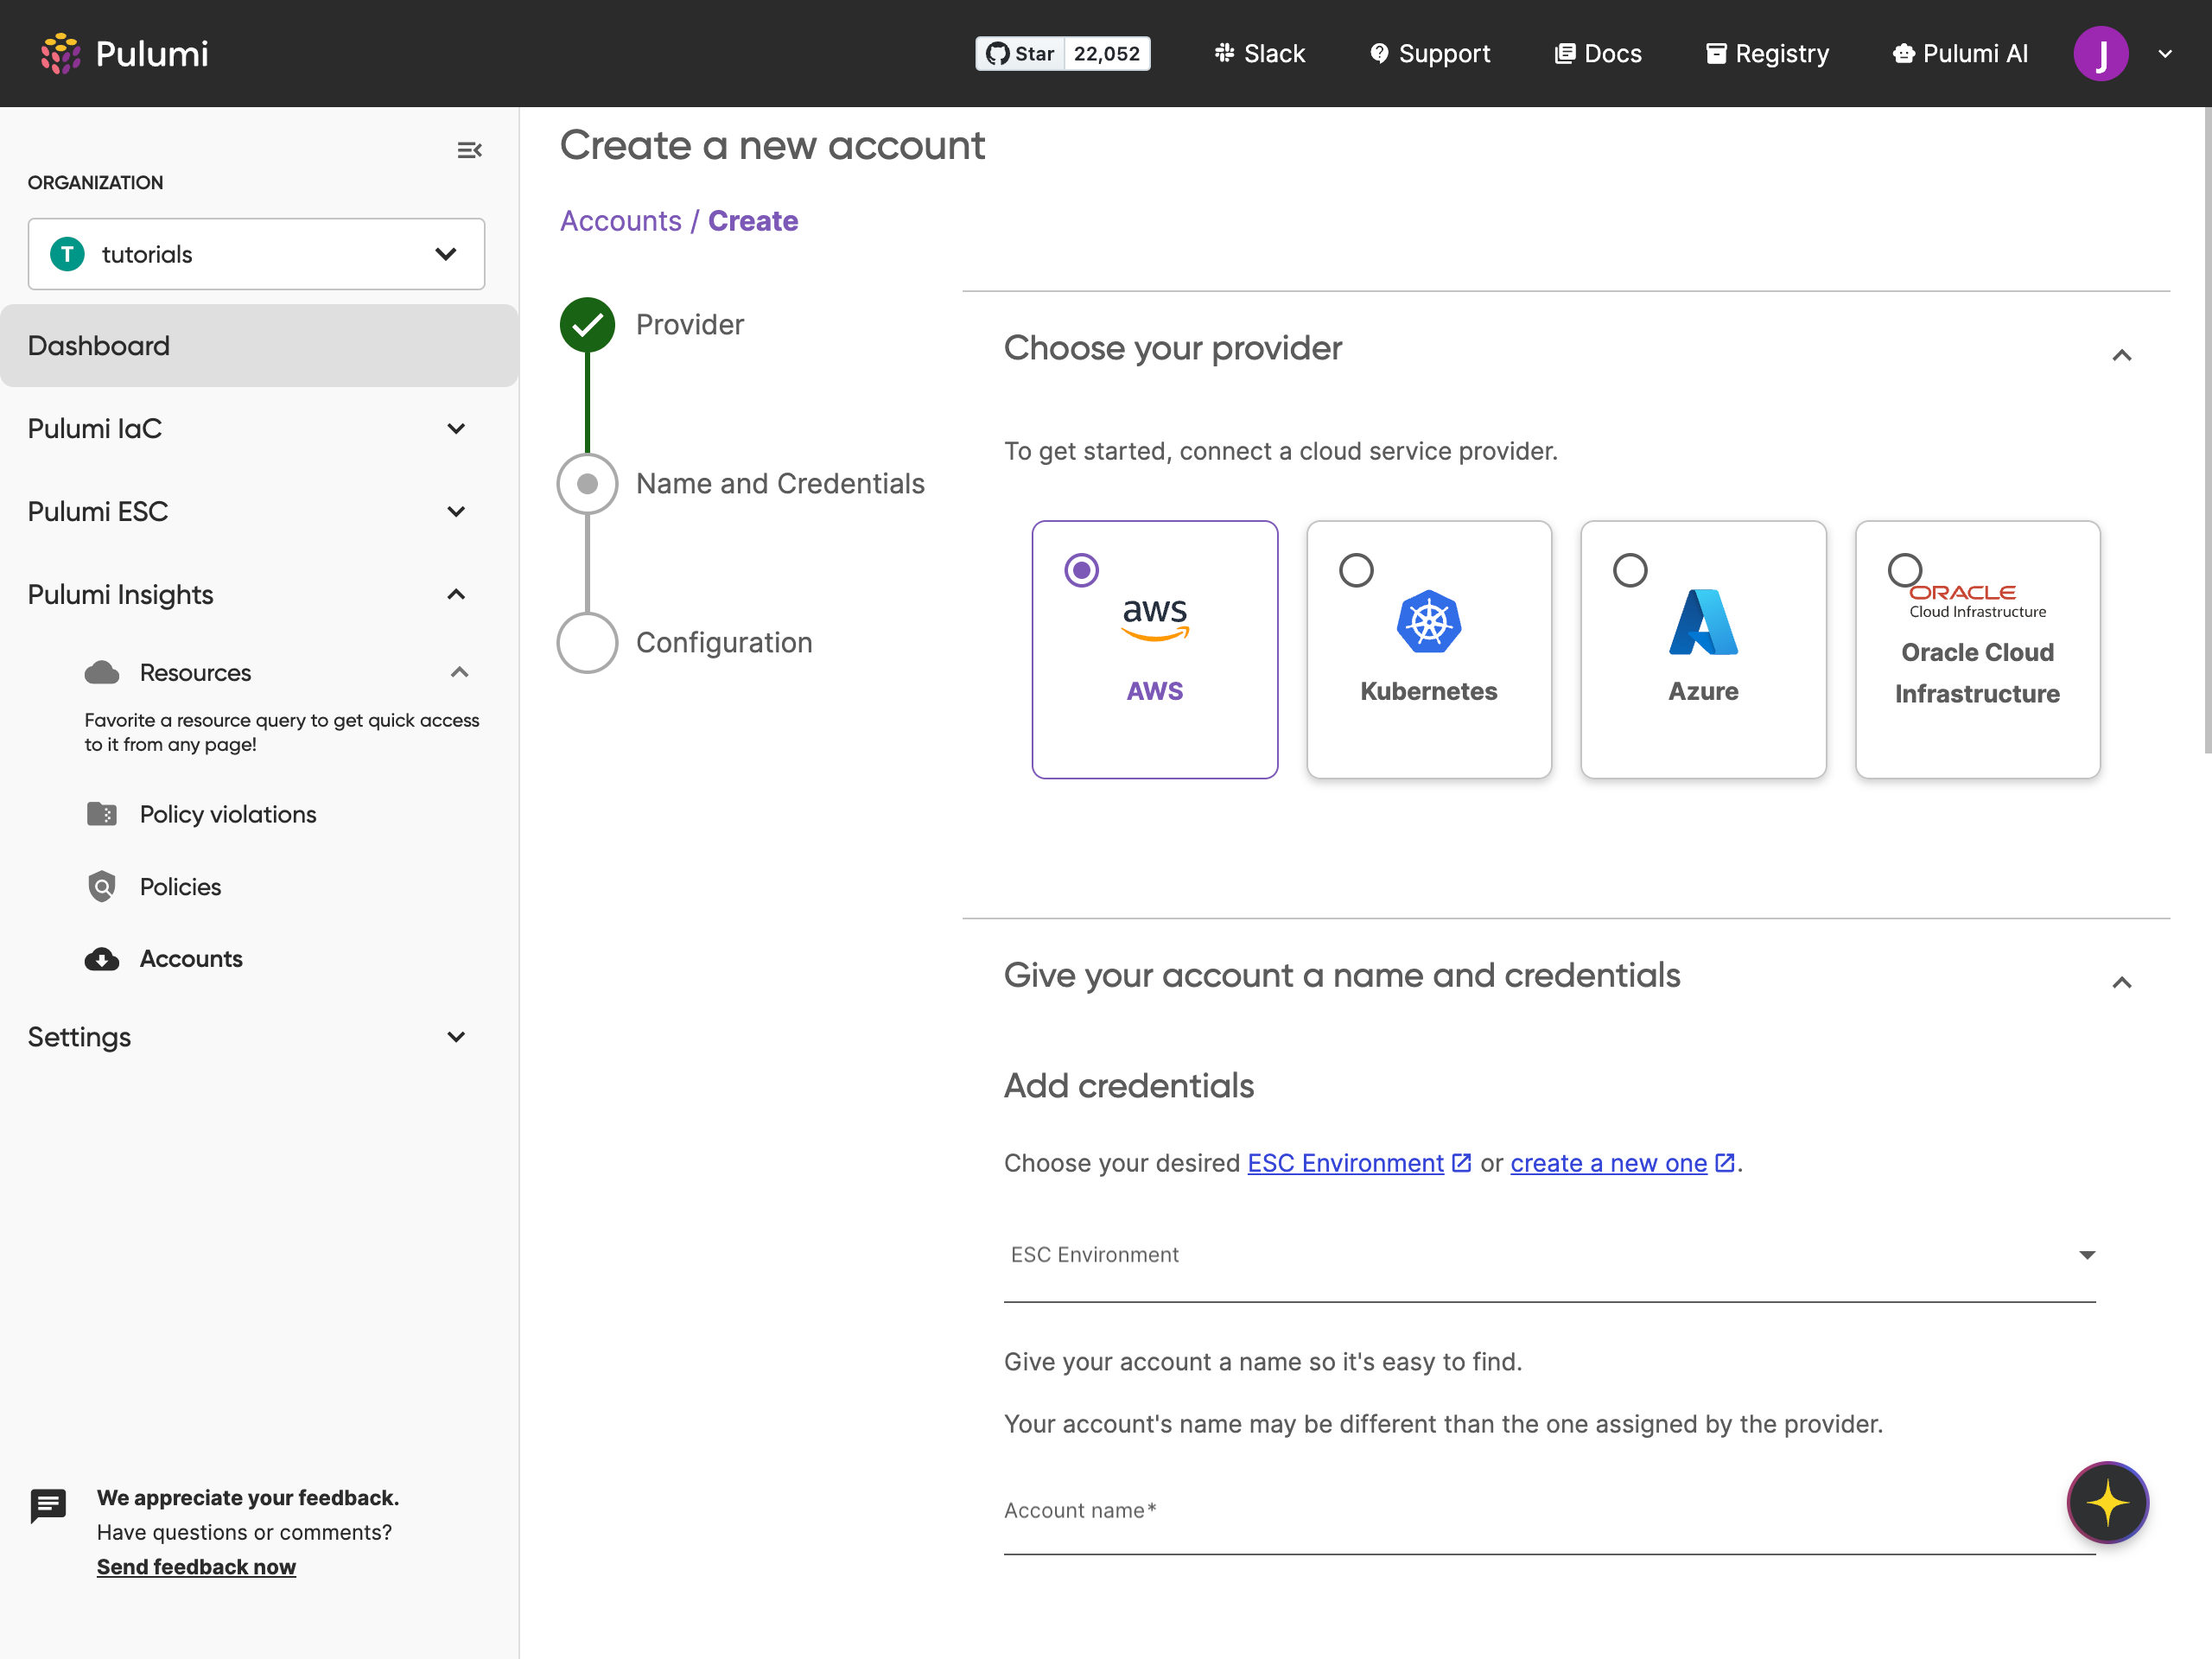 Pulumi
Star 22,052
Slack
Support
Docs
Registry
Pulumi AI
J
ORGANIZATION
T tutorials
Dashboard
Pulumi IaC
Pulumi ESC
Pulumi Insights
Resources
Favorite a resource query to get quick access
to it from any page!
Policy violations
Policies
Accounts
Settings
We appreciate your feedback.
Have questions or comments?
Send feedback now
Create a new account
Accounts / Create
Provider
Name and Credentials
Configuration
Choose your provider
To get started, connect a cloud service provider.
aws
AWS
Kubernetes
Azure
ORACLE
Cloud Infrastructure
Oracle Cloud
Infrastructure
Give your account a name and credentials
Add credentials
Choose your desired ESC Environment or create a new one.
ESC Environment
Give your account a name so it's easy to find.
Your account's name may be different than the one assigned by the provider.
Account name*